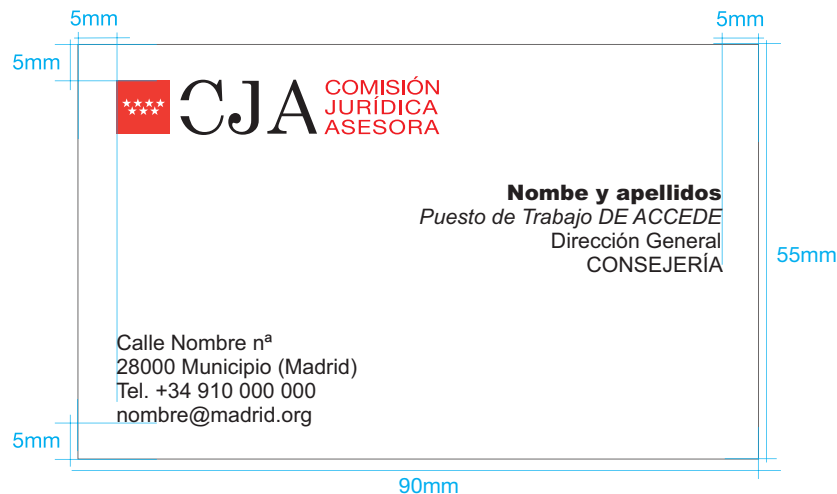 5mm
5mm
5mm
CJA
COMISIÓN
JURÍDICA
ASESORA
Nombe y apellidos
Puesto de Trabajo DE ACCEDE
Dirección General
CONSEJERÍA
55mm
Calle Nombre nª
28000 Municipio (Madrid)
Tel. +34 910 000 000
nombre@madrid.org
5mm
90mm